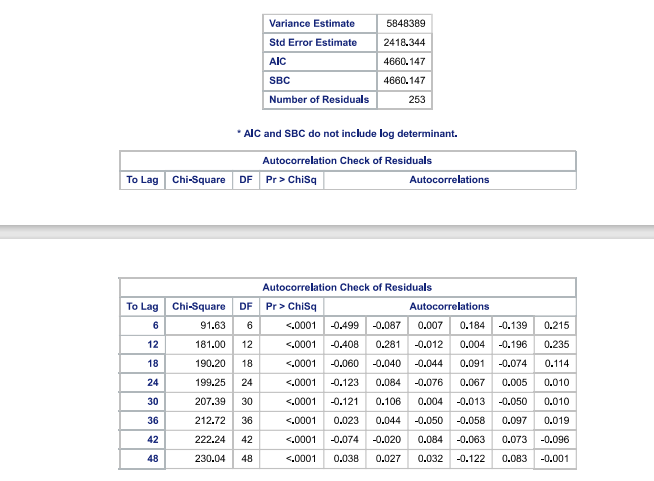 Variance Estimate 5848389
Std Error Estimate 2418.344
AIC 4660.147
SBC 4660.147
Number of Residuals 253
* AIC and SBC do not include log determinant.
Autocorrelation Check of Residuals
To Lag Chi-Square DF Pr > ChiSq Autocorrelations
Autocorrelation Check of Residuals
To Lag Chi-Square DF Pr > ChiSq Autocorrelations
6 91.63 6 <.0001 -0.499 -0.087 0.007 0.184 -0.139 0.215
12 181.00 12 <.0001 -0.408 0.281 -0.012 0.004 -0.196 0.235
18 190.20 18 <.0001 -0.060 -0.040 -0.044 0.091 -0.074 0.114
24 199.25 24 <.0001 -0.123 0.084 -0.076 0.067 0.005 0.010
30 207.39 30 <.0001 -0.121 0.106 0.004 -0.013 -0.050 0.010
36 212.72 36 <.0001 0.023 0.044 -0.050 -0.058 0.097 0.019
42 222.24 42 <.0001 -0.074 -0.020 0.084 -0.063 0.073 -0.096
48 230.04 48 <.0001 0.038 0.027 0.032 -0.122 0.083 -0.001